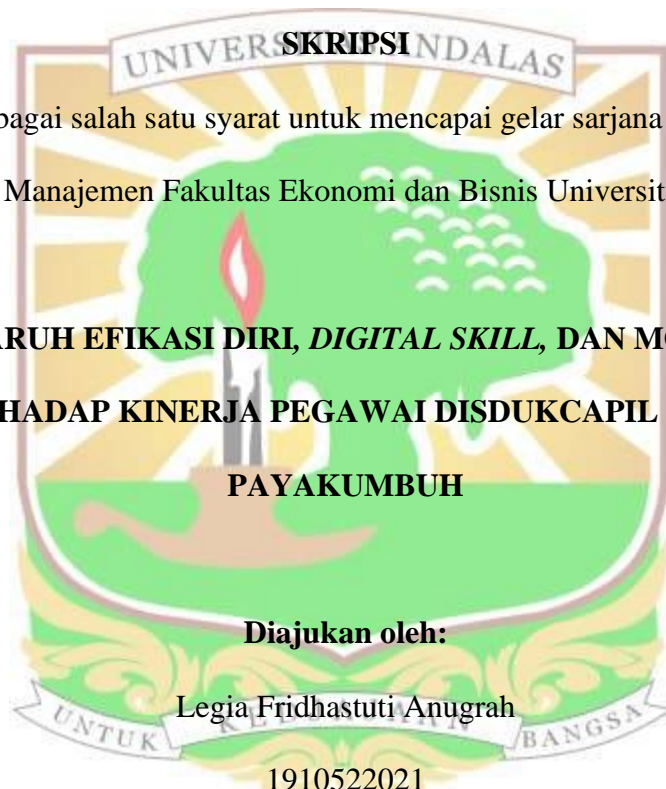 SKRIPSI
UNIVERSITAS ANDALAS
bagai salah satu syarat untuk mencapai gelar sarjana
Manajemen Fakultas Ekonomi dan Bisnis Universit
ARUH EFIKASI DIRI, DIGITAL SKILL, DAN MO
HADAP KINERJA PEGAWAI DISDUKCAPIL
PAYAKUMBUH
Diajukan oleh:
Legia Fridhastuti Anugrah
UNTUK KEDJAJAAN BANGSA
1910522021